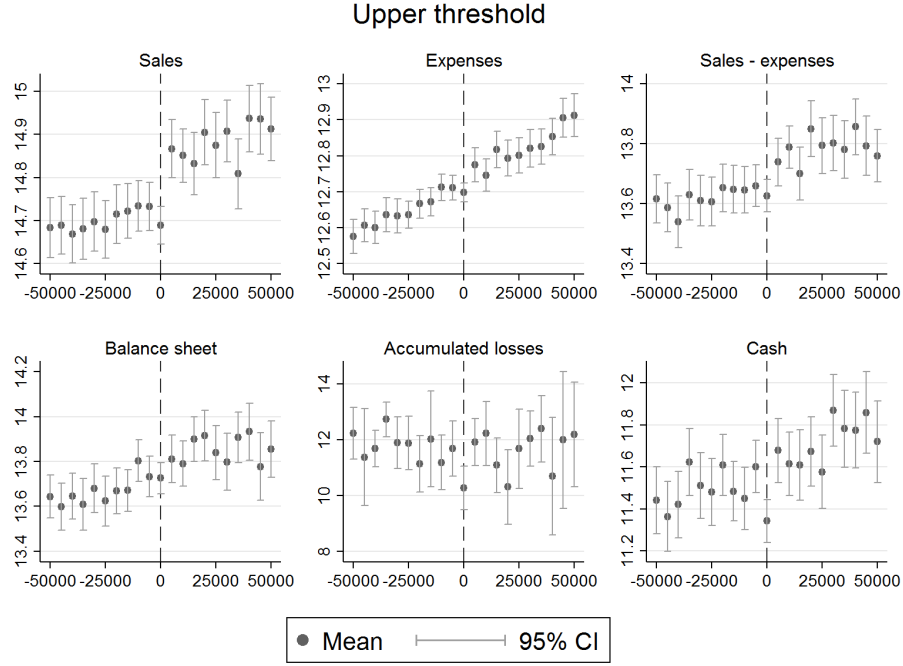 Upper threshold
Sales
15
14.9
14.8
14.7
14.6
-50000 -25000 0 25000 50000
Expenses
13
12.9
12.8
12.7
12.6
12.5
-50000 -25000 0 25000 50000
Sales - expenses
14
13.8
13.6
13.4
-50000 -25000 0 25000 50000
Balance sheet
14.2
14
13.8
13.6
13.4
-50000 -25000 0 25000 50000
Accumulated losses
14
12
10
8
-50000 -25000 0 25000 50000
Cash
12
11.8
11.6
11.4
11.2
-50000 -25000 0 25000 50000
Mean 95% CI